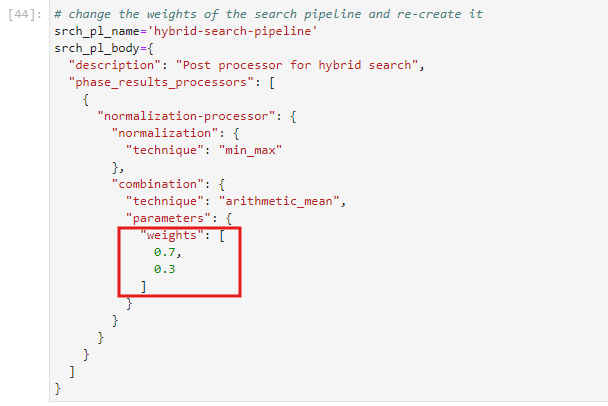 [44]: # change the weights of the search pipeline and re-create it
srch_pl_name='hybrid-search-pipeline'
srch_pl_body={
  "description": "Post processor for hybrid search",
  "phase_results_processors": [
    {
      "normalization-processor": {
        "normalization": {
          "technique": "min_max"
        },
        "combination": {
          "technique": "arithmetic_mean",
          "parameters": {
            "weights": [
              0.7,
              0.3
            ]
          }
        }
      }
    }
  ]
}